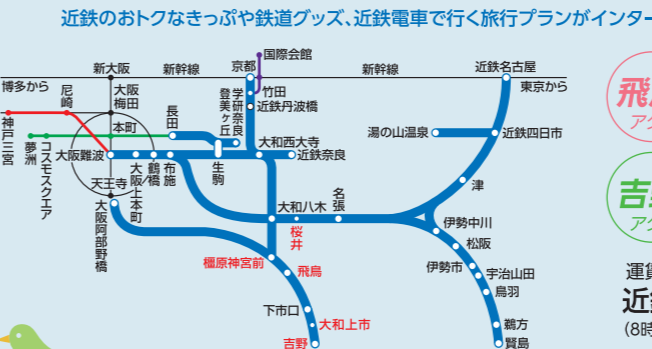 近鉄のおトクなきっぷや鉄道グッズ、近鉄電車で行く旅行プランがインター
国際会館
新大阪
新幹線
京都
新幹線
近鉄名古屋
博多から
東京から
尼崎
大阪梅田
竹田
近鉄丹波橋
学研奈良登美ヶ丘
神戸三宮
夢洲
コスモスクエア
本町
長田
湯の山温泉
近鉄四日市
大阪難波
大阪上本町
鶴橋
布施
生駒
大和西大寺
近鉄奈良
天王寺
大阪阿部野橋
津
大和八木
名張
桜井
伊勢中川
松阪
橿原神宮前
飛鳥
伊勢市
宇治山田
鳥羽
下市口
大和上市
鵜方
吉野
賢島
飛
アク
吉
アク
運賃
近鉄
(8時